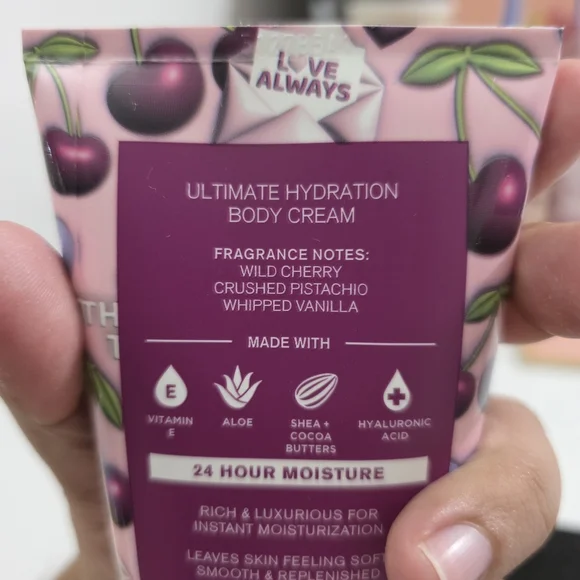 LOVE
ALWAYS
ULTIMATE HYDRATION
BODY CREAM
FRAGRANCE NOTES:
WILD CHERRY
CRUSHED PISTACHIO
WHIPPED VANILLA
MADE WITH
E
VITAMIN
E
ALOE
SHEA +
COCOA
BUTTERS
HYALURONIC
ACID
24 HOUR MOISTURE
RICH & LUXURIOUS FOR
INSTANT MOISTURIZATION
LEAVES SKIN FEELING SOFT
SMOOTH & REPLENISHED